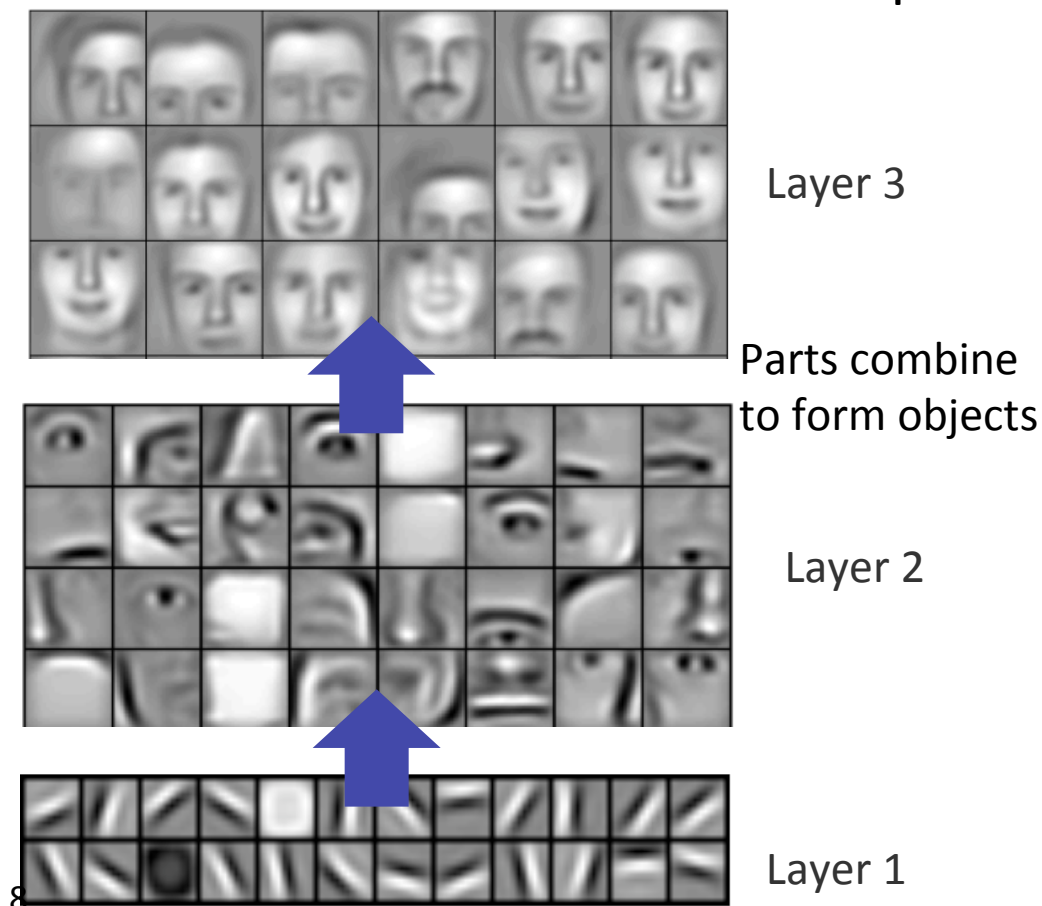 Layer 3
Parts combine
to form objects
Layer 2
Layer 1